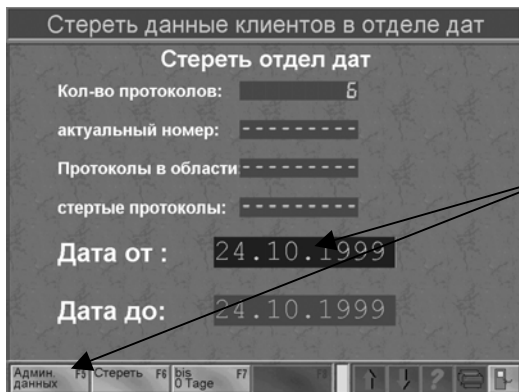 Стереть данные клиентов в отделе дат
Стереть отдел дат
Кол-во протоколов: 6
актуальный номер: ---------
Протоколы в области ---------
стертые протоколы: ---------
Дата от : 24.10.1999
Дата до: 24.10.1999
Админ. данных F5 Стереть F6 bis 0 Tage F7 F8 ?